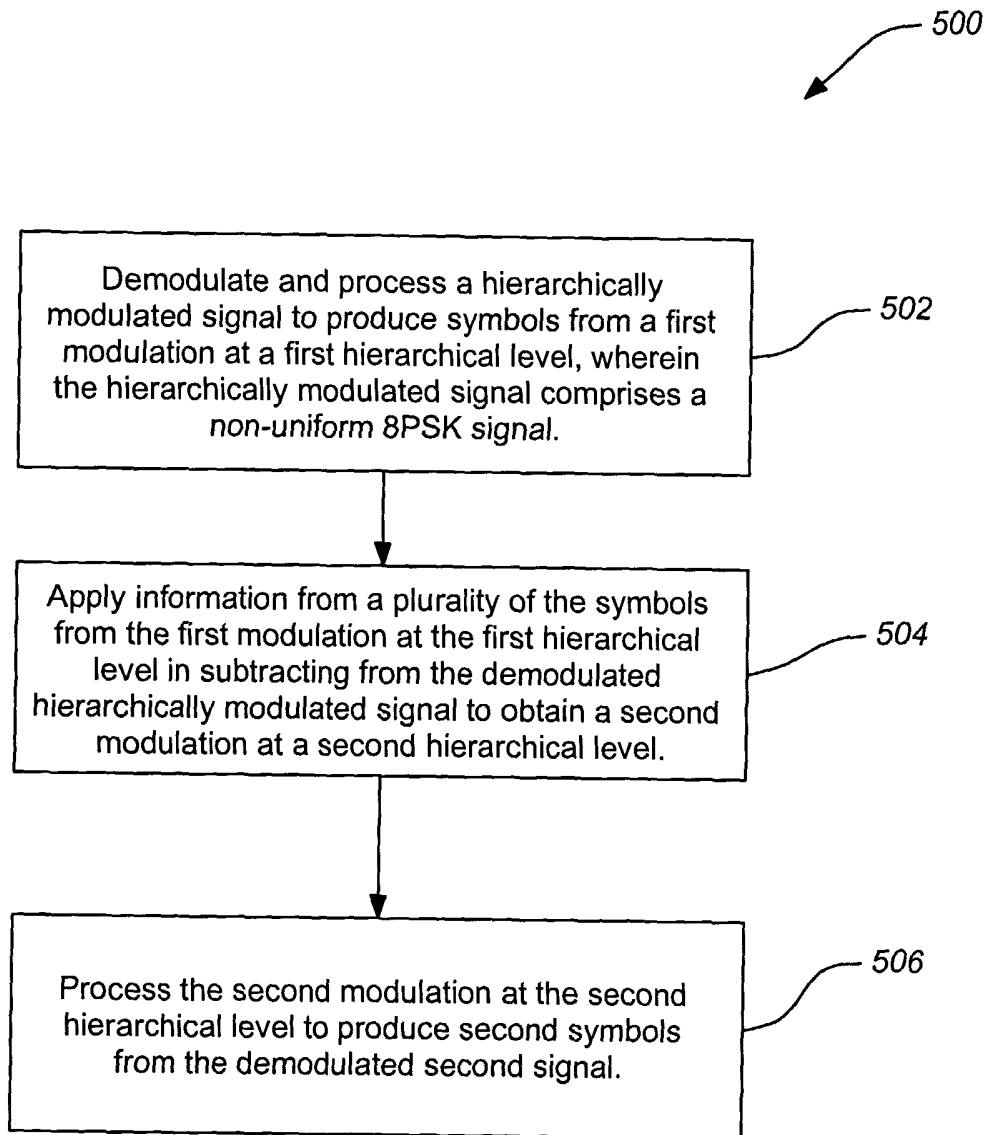 500
Demodulate and process a hierarchically
modulated signal to produce symbols from a first
modulation at a first hierarchical level, wherein
the hierarchically modulated signal comprises a
non-uniform 8PSK signal.
502
Apply information from a plurality of the symbols
from the first modulation at the first hierarchical
level in subtracting from the demodulated
hierarchically modulated signal to obtain a second
modulation at a second hierarchical level.
504
Process the second modulation at the second
hierarchical level to produce second symbols
from the demodulated second signal.
506